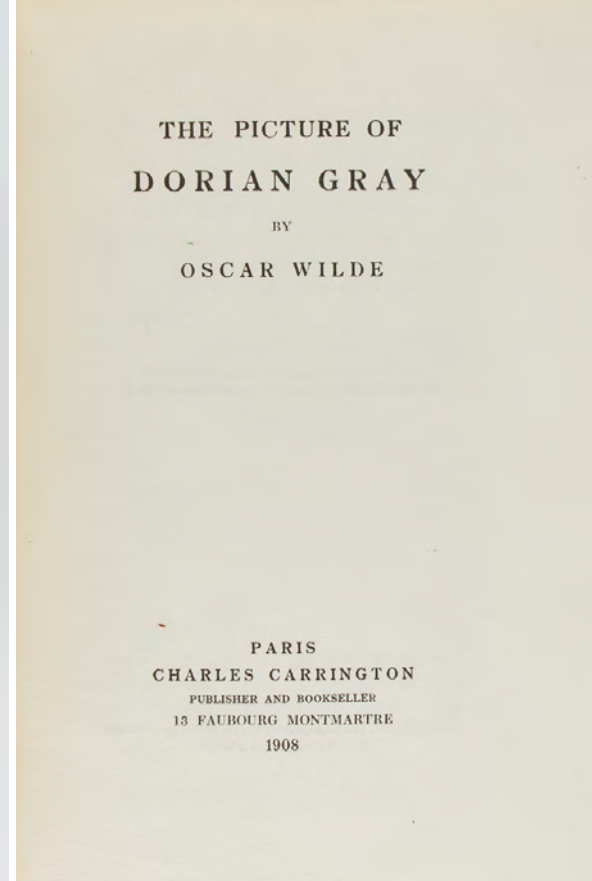 THE PICTURE OF
DORIAN GRAY
BY
OSCAR WILDE
PARIS
CHARLES CARRINGTON
PUBLISHER AND BOOKSELLER
13 FAUBOURG MONTMARTRE
1908